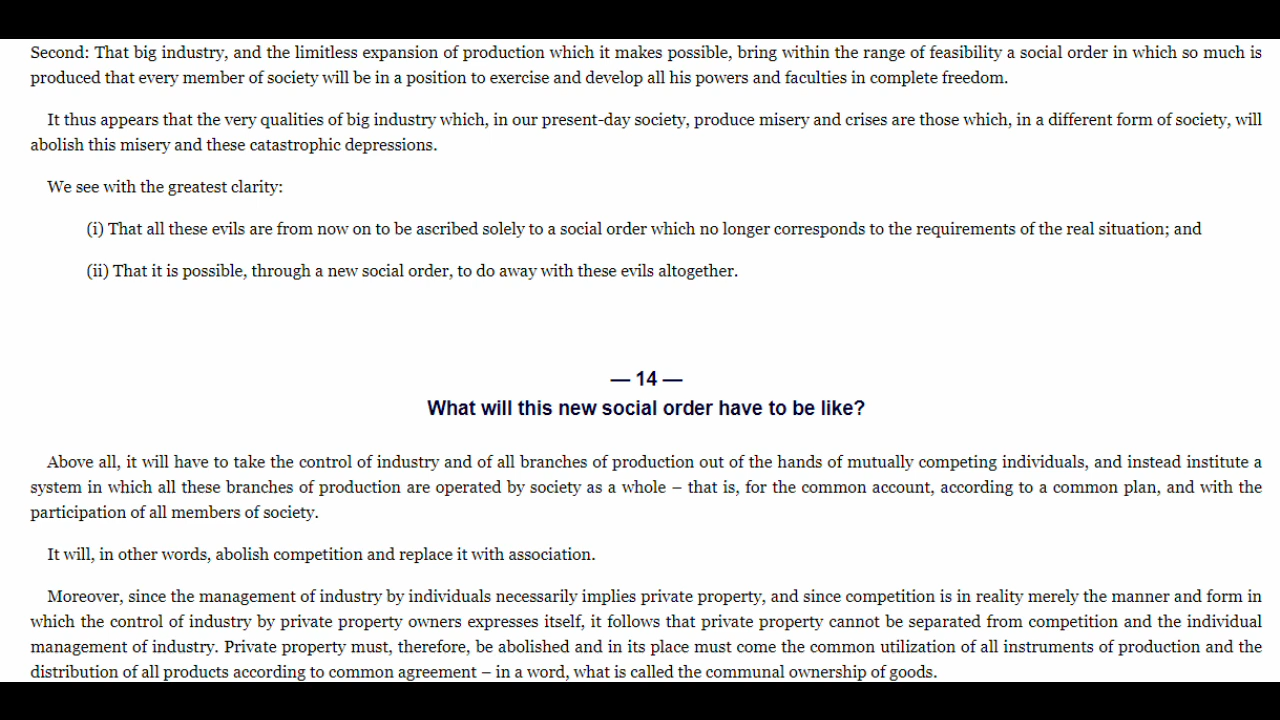 Second: That big industry, and the limitless expansion of production which it makes possible, bring within the range of feasibility a social order in which so much is
produced that every member of society will be in a position to exercise and develop all his powers and faculties in complete freedom.
It thus appears that the very qualities of big industry which, in our present-day society, produce misery and crises are those which, in a different form of society, will
abolish this misery and these catastrophic depressions.
We see with the greatest clarity:
(i) That all these evils are from now on to be ascribed solely to a social order which no longer corresponds to the requirements of the real situation; and
(ii) That it is possible, through a new social order, to do away with these evils altogether.
— 14 —
What will this new social order have to be like?
Above all, it will have to take the control of industry and of all branches of production out of the hands of mutually competing individuals, and instead institute a
system in which all these branches of production are operated by society as a whole – that is, for the common account, according to a common plan, and with the
participation of all members of society.
It will, in other words, abolish competition and replace it with association.
Moreover, since the management of industry by individuals necessarily implies private property, and since competition is in reality merely the manner and form in
which the control of industry by private property owners expresses itself, it follows that private property cannot be separated from competition and the individual
management of industry. Private property must, therefore, be abolished and in its place must come the common utilization of all instruments of production and the
distribution of all products according to common agreement – in a word, what is called the communal ownership of goods.